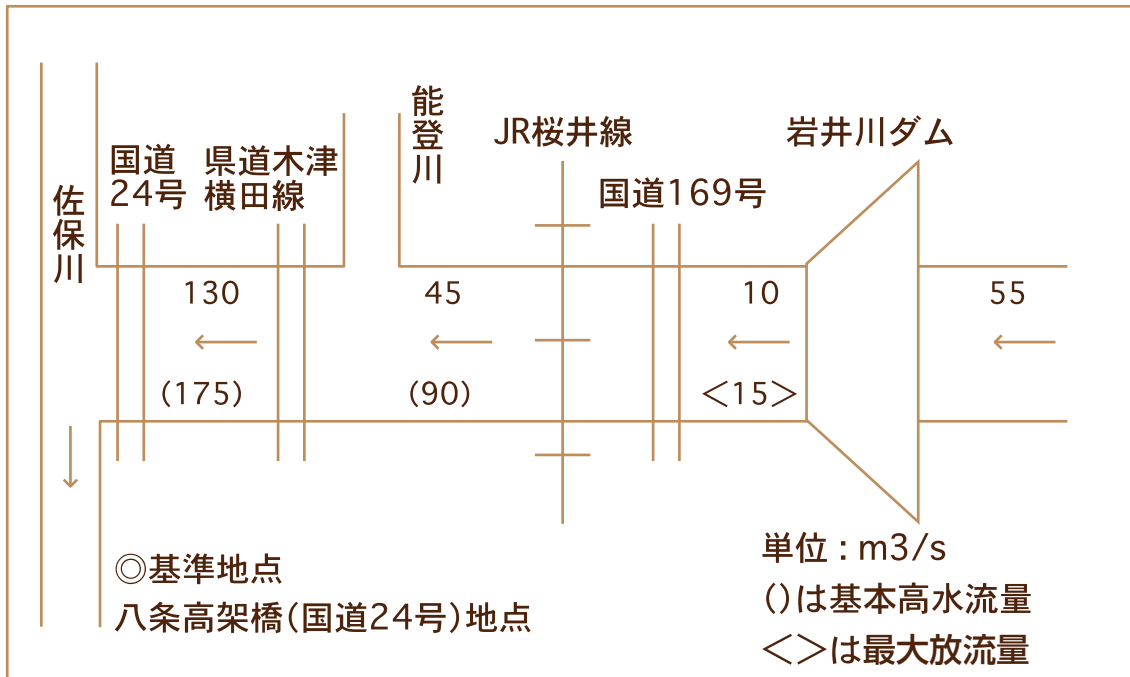 佐保川
国道
24号
県道木津
横田線
能登川
JR桜井線
国道169号
岩井川ダム
130
45
10
55
(175)
(90)
<15>
◎基準地点
八条高架橋(国道24号)地点
単位:m3/s
()は基本高水流量
<>は最大放流量